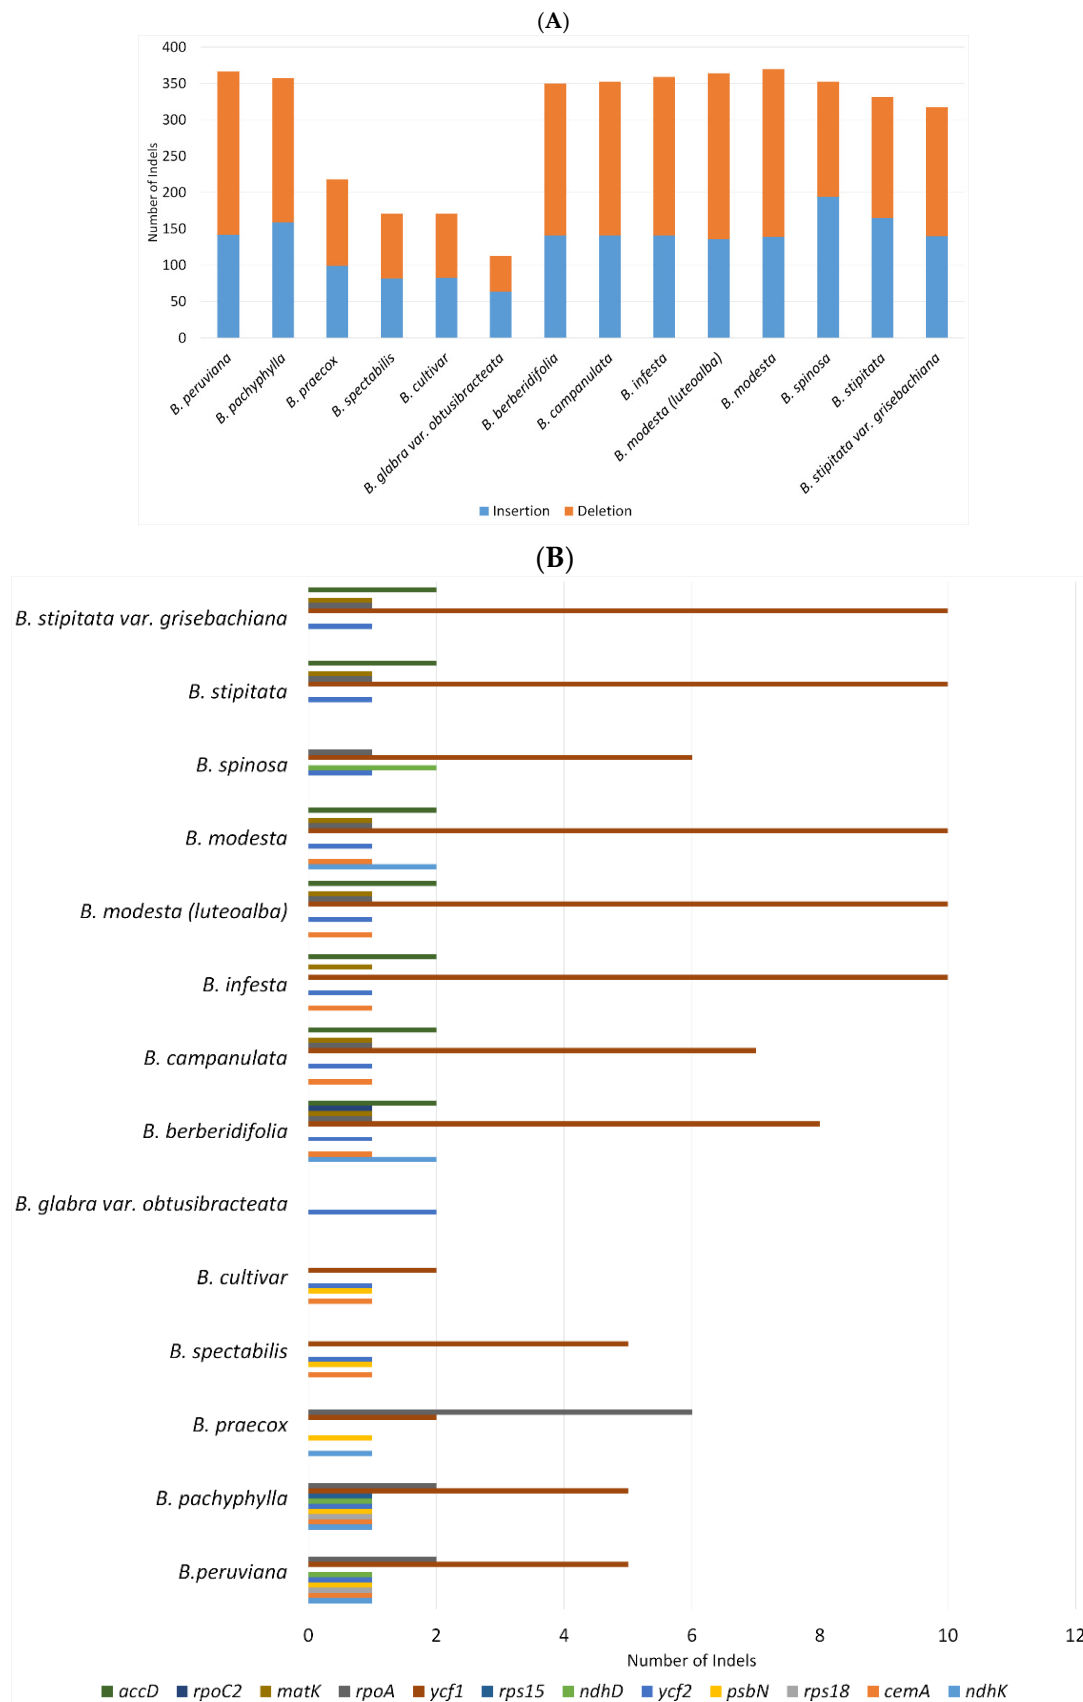 (A)
400
350
300
250
200
150
100
50
0
Number of Indels
B. peruviana
B. pachyphylla
B. praecox
B. spectabilis
B. cultivar
B. glabra var. obtusibracteata
B. berberidifolia
B. campanulata
B. infesta
B. modesta (luteoalba)
B. modesta
B. spinosa
B. stipitata
B. stipitata var. grisebachiana
Insertion Deletion
(B)
B. stipitata var. grisebachiana
B. stipitata
B. spinosa
B. modesta
B. modesta (luteoalba)
B. infesta
B. campanulata
B. berberidifolia
B. glabra var. obtusibracteata
B. cultivar
B. spectabilis
B. praecox
B. pachyphylla
B.peruviana
0 2 4 6 8 10 12
Number of Indels
accD rpoC2 matK rpoA ycf1 rps15 ndhD ycf2 psbN rps18 cemA ndhK